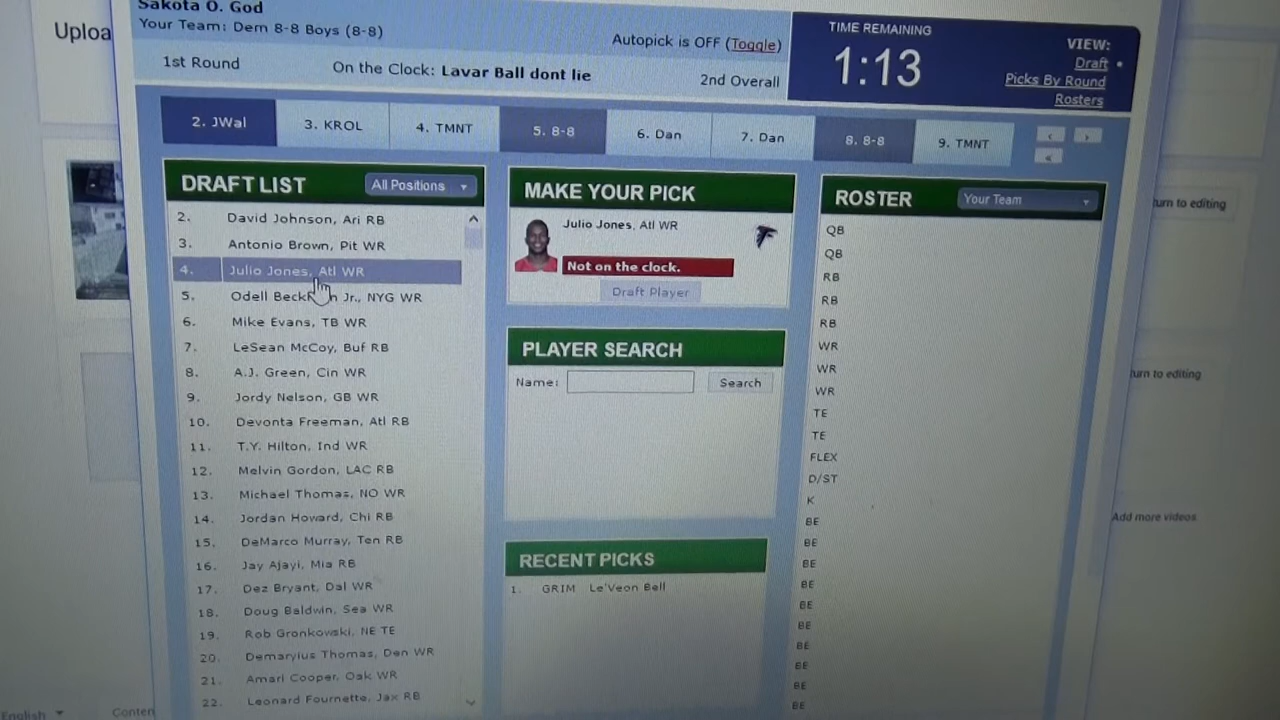 Sakota O. God
Your Team: Dem 8-8 Boys (8-8)
Autopick is OFF (Toggle)
1st Round
On the Clock: Lavar Ball dont lie
2nd Overall
TIME REMAINING
1:13
VIEW:
Draft
Picks By Round
Rosters
2. JWal
3. KROL
4. TMNT
5. 8-8
6. Dan
7. Dan
8. 8-8
9. TMNT
DRAFT LIST
All Positions
2. David Johnson, Ari RB
3. Antonio Brown, Pit WR
4. Julio Jones, Atl WR
5. Odell Beckham Jr., NYG WR
6. Mike Evans, TB WR
7. LeSean McCoy, Buf RB
8. A.J. Green, Cin WR
9. Jordy Nelson, GB WR
10. Devonta Freeman, Atl RB
11. T.Y. Hilton, Ind WR
12. Melvin Gordon, LAC RB
13. Michael Thomas, NO WR
14. Jordan Howard, Chi RB
15. DeMarco Murray, Ten RB
16. Jay Ajayi, Mia RB
17. Dez Bryant, Dal WR
18. Doug Baldwin, Sea WR
19. Rob Gronkowski, NE TE
20. Demaryius Thomas, Den WR
21. Amari Cooper, Oak WR
22. Leonard Fournette, Jax RB
MAKE YOUR PICK
Julio Jones, Atl WR
Not on the clock.
Draft Player
PLAYER SEARCH
Name:
Search
RECENT PICKS
1. GRIM Le'Veon Bell
ROSTER
Your Team
QB
QB
RB
RB
RB
WR
WR
WR
TE
TE
FLEX
D/ST
K
BE
BE
BE
BE
BE
BE
BE
BE
BE
BE
Uploa
turn to editing
turn to editing
Add more videos
English
Conten